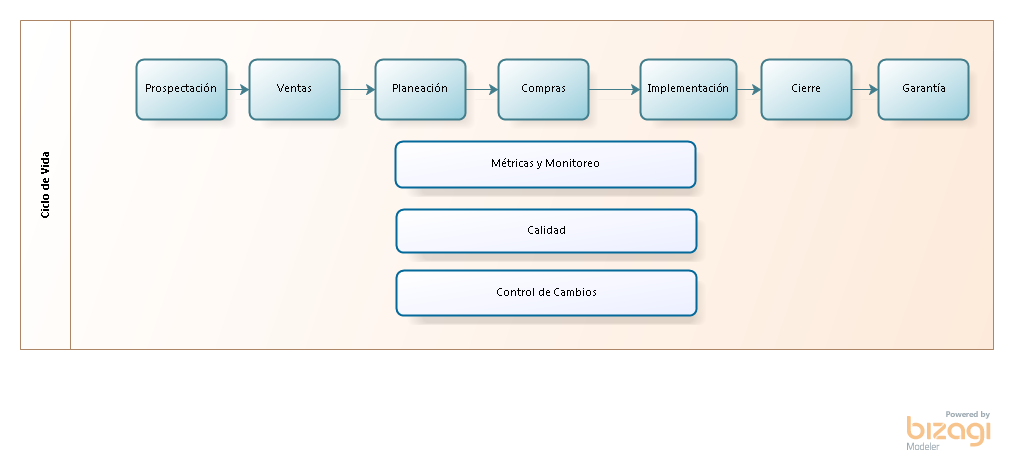 Ciclo de Vida
Prospectación
Ventas
Planeación
Compras
Implementación
Cierre
Garantía
Métricas y Monitoreo
Calidad
Control de Cambios
Powered by
bizagi
Modeler